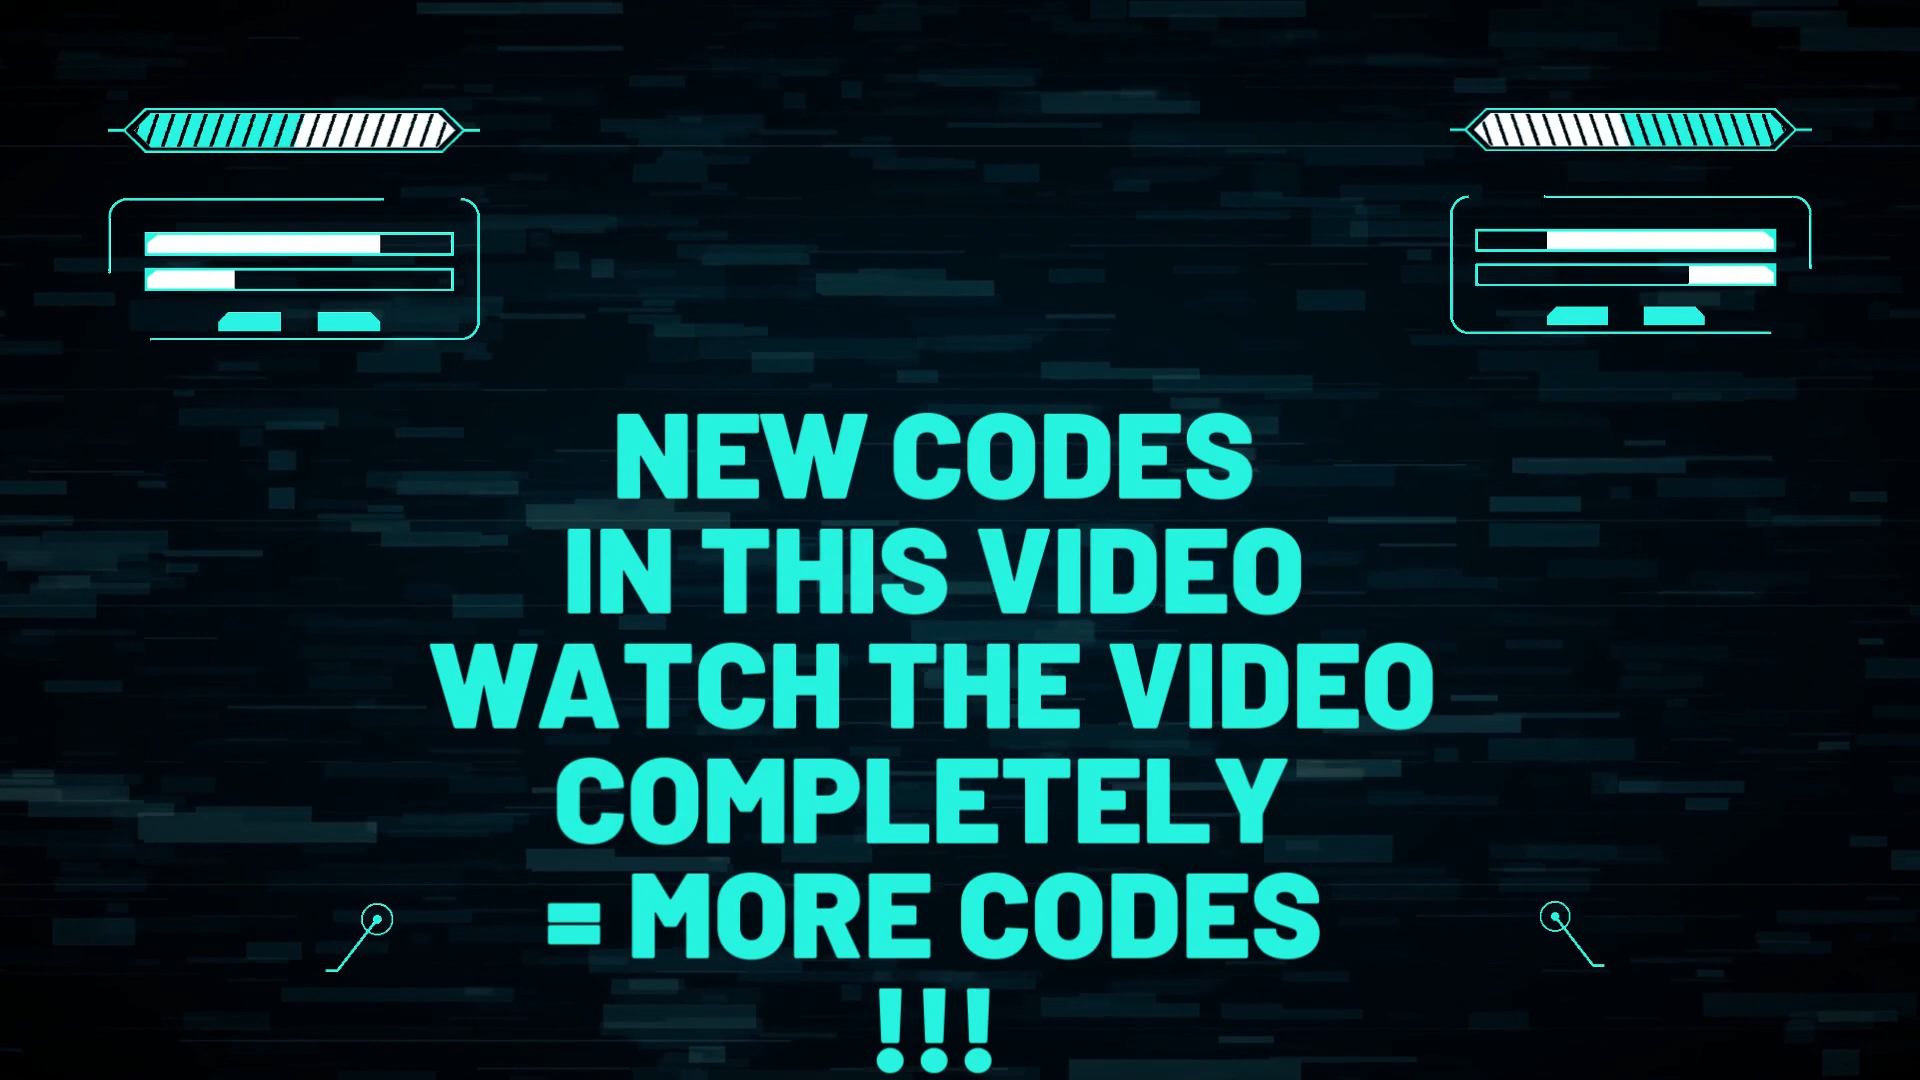 NEW CODES
IN THIS VIDEO
WATCH THE VIDEO
COMPLETELY
= MORE CODES
!!!